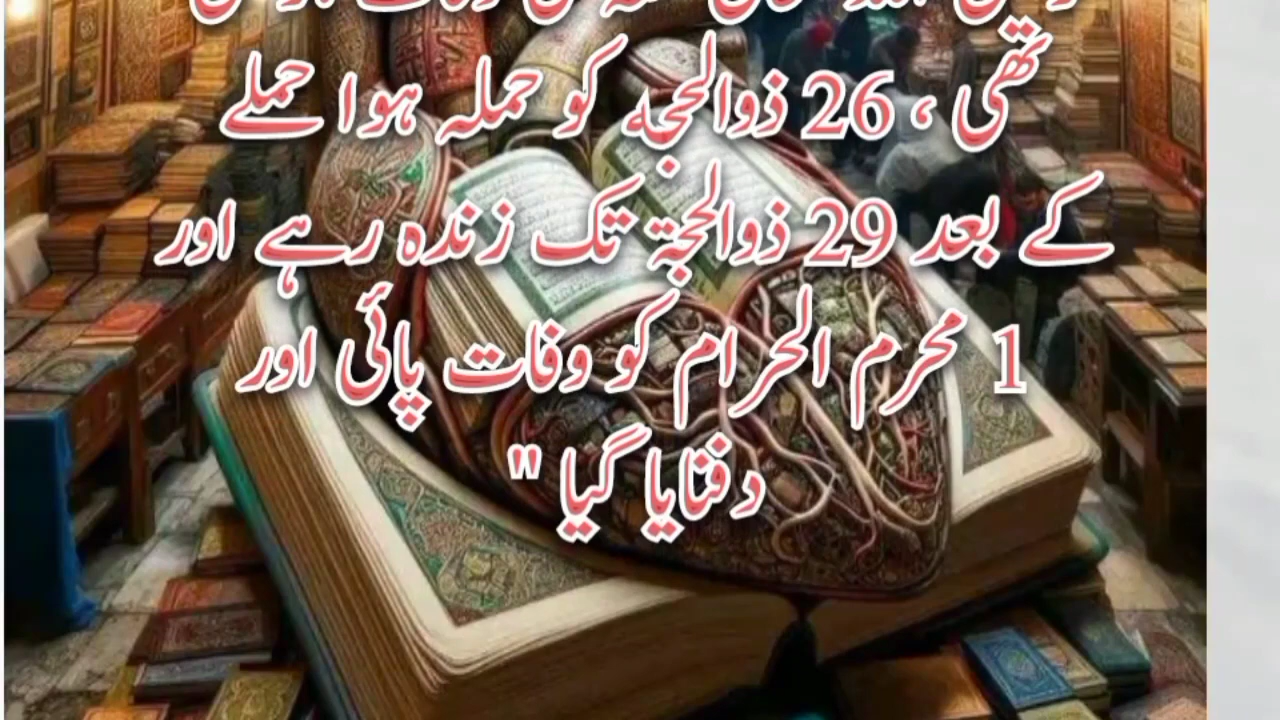 تھی ، 26 ذوالحجہ کو حملہ ہوا حملے
کے بعد 29 ذوالحجۃ تک زندہ رہے اور
1 محرم الحرام کو وفات پائی اور
دفنایا گیا "